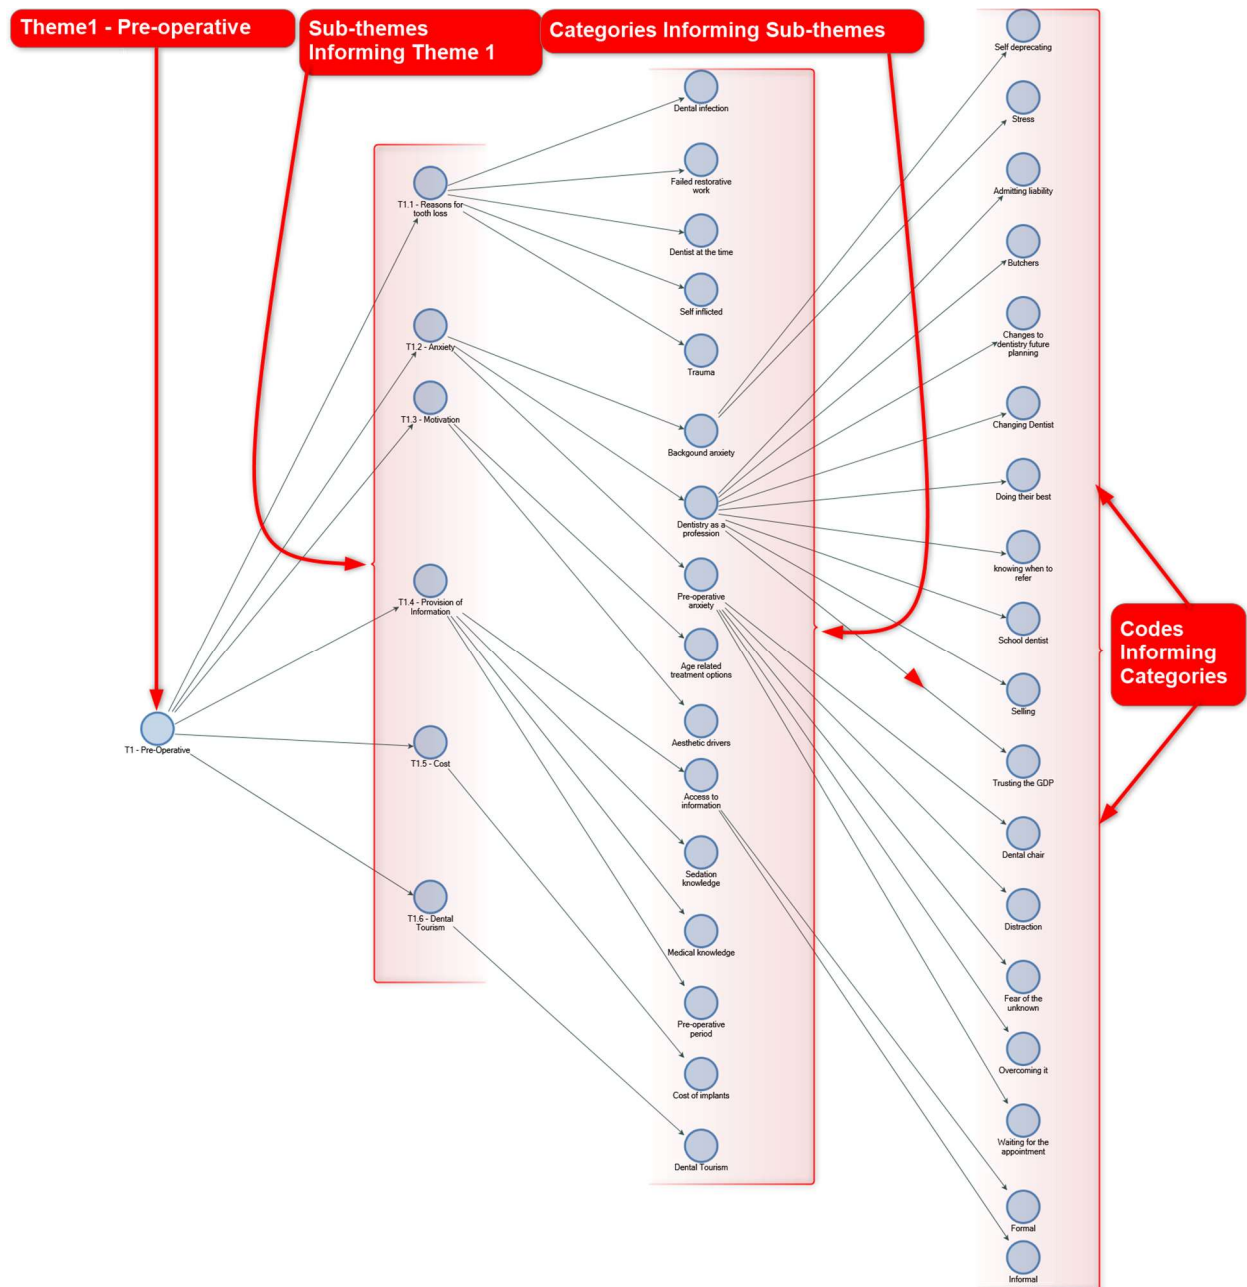 Theme1 - Pre-operative
Sub-themes
Informing Theme 1
Categories Informing Sub-themes
T1 - Pre-Operative
T1.1 - Reasons for
tooth loss
T1.2 - Anxiety
T1.3 - Motivation
T1.4 - Provision of
Information
T1.5 - Cost
T1.6 - Dental
Tourism
Dental infection
Failed restorative
work
Dentist at the time
Self inflicted
Trauma
Backgound anxiety
Dentistry as a
profession
Pre-operative
anxiety
Age related
treatment options
Aesthetic drivers
Access to
information
Sedation
knowledge
Medical knowledge
Pre-operative
period
Cost of implants
Dental Tourism
Self deprecating
Stress
Admitting liability
Butchers
Changes to
dentistry future
planning
Changing Dentist
Doing their best
knowing when to
refer
School dentist
Selling
Trusting the GDP
Dental chair
Distraction
Fear of the
unknown
Overcoming it
Waiting for the
appointment
Formal
Informal
Codes
Informing
Categories